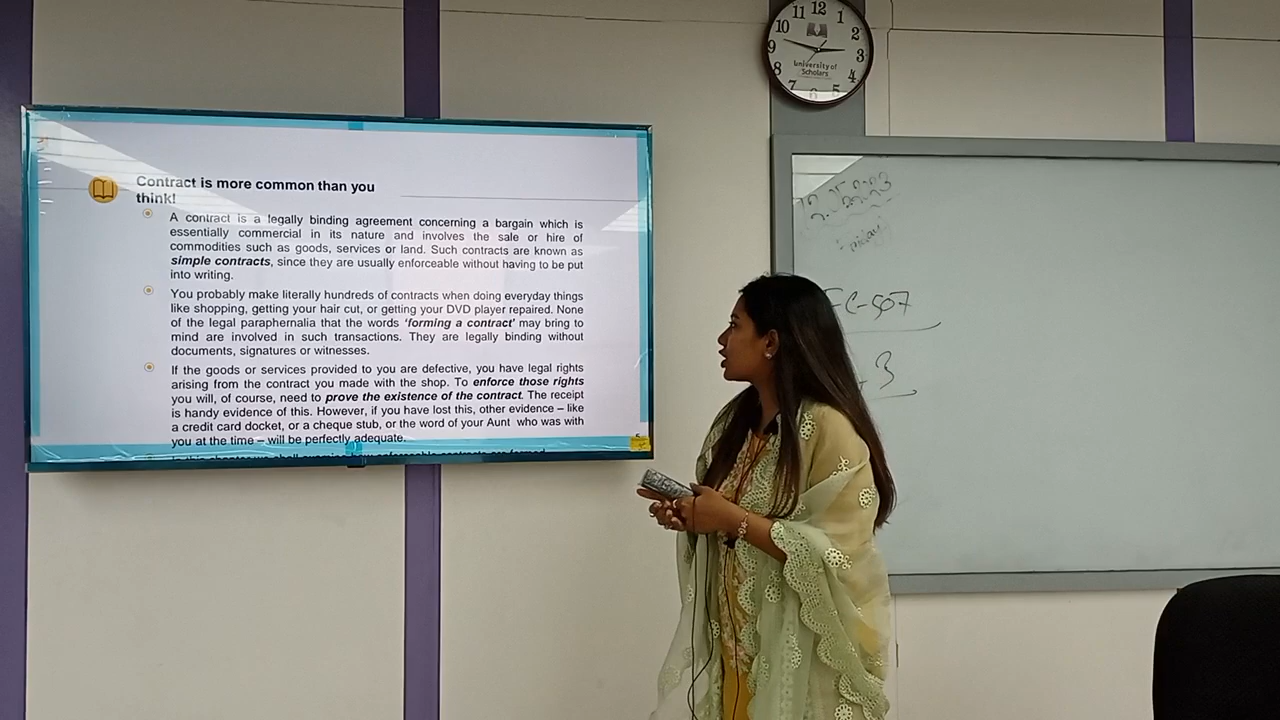 Contract is more common than you
think!
A contract is a legally binding agreement concerning a bargain which is
essentially commercial in its nature and involves the sale or hire of
commodities such as goods, services or land. Such contracts are known as
simple contracts, since they are usually enforceable without having to be put
into writing.
You probably make literally hundreds of contracts when doing everyday things
like shopping, getting your hair cut, or getting your DVD player repaired. None
of the legal paraphernalia that the words ‘forming a contract’ may bring to
mind are involved in such transactions. They are legally binding without
documents, signatures or witnesses.
If the goods or services provided to you are defective, you have legal rights
arising from the contract you made with the shop. To enforce those rights
you will, of course, need to prove the existence of the contract. The receipt
is handy evidence of this. However, if you have lost this, other evidence – like
a credit card docket, or a cheque stub, or the word of your Aunt who was with
you at the time – will be perfectly adequate.
11 12 1
10 2
9 3
8 4
7 6 5
University of
Scholars
C-507
3